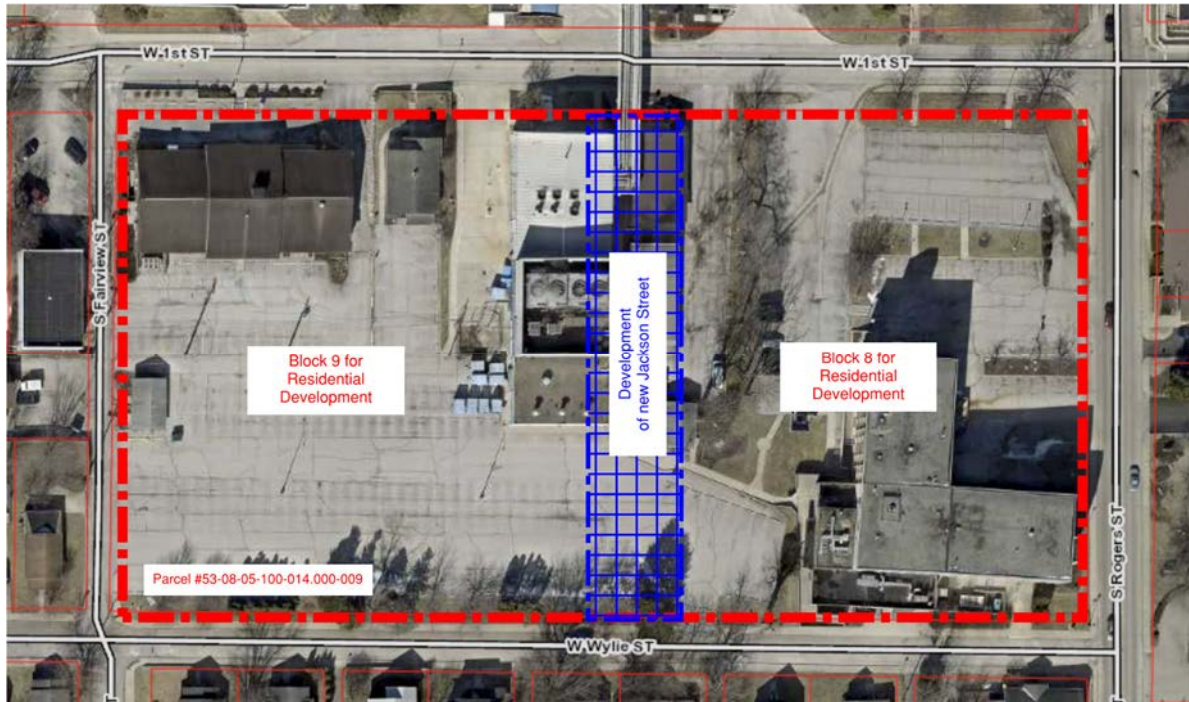 W 1st ST
W 1st ST
S Fairview ST
Development
of new Jackson Street
Block 9 for
Residential
Development
Block 8 for
Residential
Development
Parcel #53-08-05-100-014.000-009
S Rogers ST
W Wylie ST